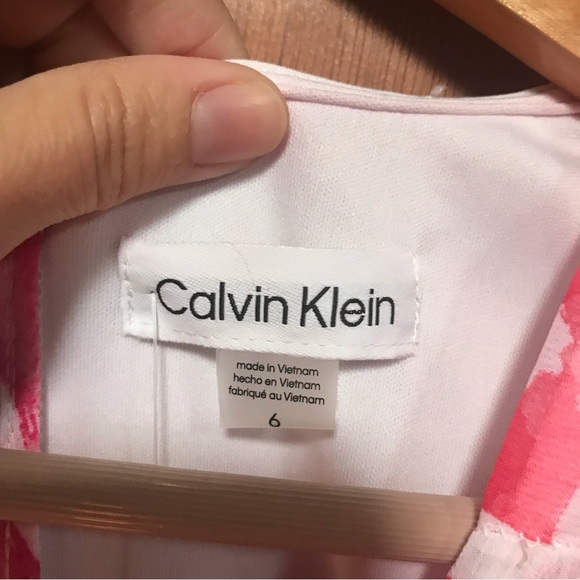 Calvin Klein
made in Vietnam
hecho en Vietnam
fabriqué au Vietnam
6